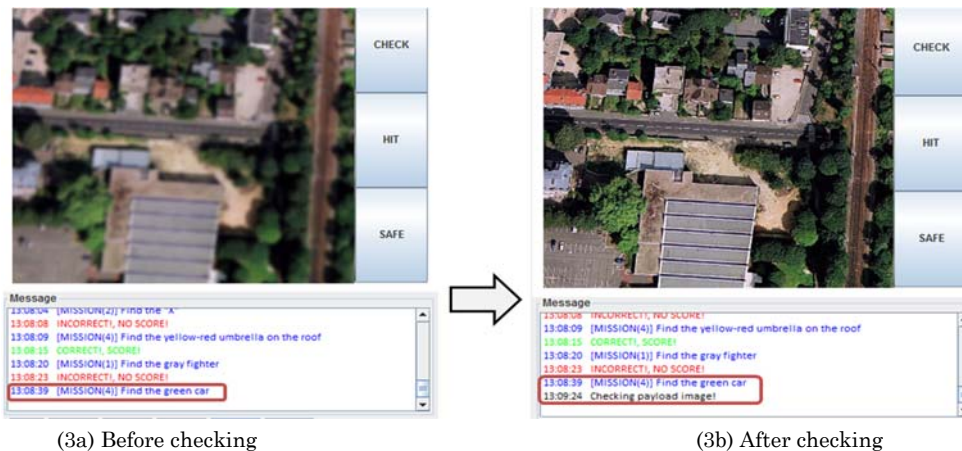 CHECK
HIT
SAFE
Message
13:08:04 [MISSION(2)] Find the "X"
13:08:08 INCORRECT!, NO SCORE!
13:08:09 [MISSION(4)] Find the yellow-red umbrella on the roof
13:08:15 CORRECT!, SCORE!
13:08:20 [MISSION(1)] Find the gray fighter
13:08:23 INCORRECT!, NO SCORE!
13:08:39 [MISSION(4)] Find the green car
(3a) Before checking
CHECK
HIT
SAFE
Message
13:08:08 INCORRECT!, NO SCORE!
13:08:09 [MISSION(4)] Find the yellow-red umbrella on the roof
13:08:15 CORRECT!, SCORE!
13:08:20 [MISSION(1)] Find the gray fighter
13:08:23 INCORRECT!, NO SCORE!
13:08:39 [MISSION(4)] Find the green car
13:09:24 Checking payload image!
(3b) After checking